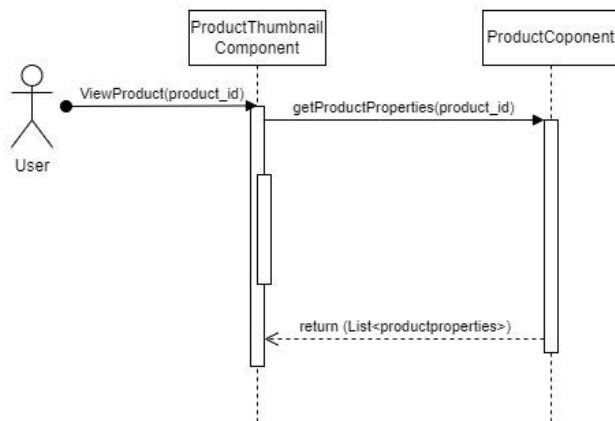 ProductThumbnail
Component
ProductCoponent
ViewProduct(product_id)
getProductProperties(product_id)
User
return (List<productproperties>)